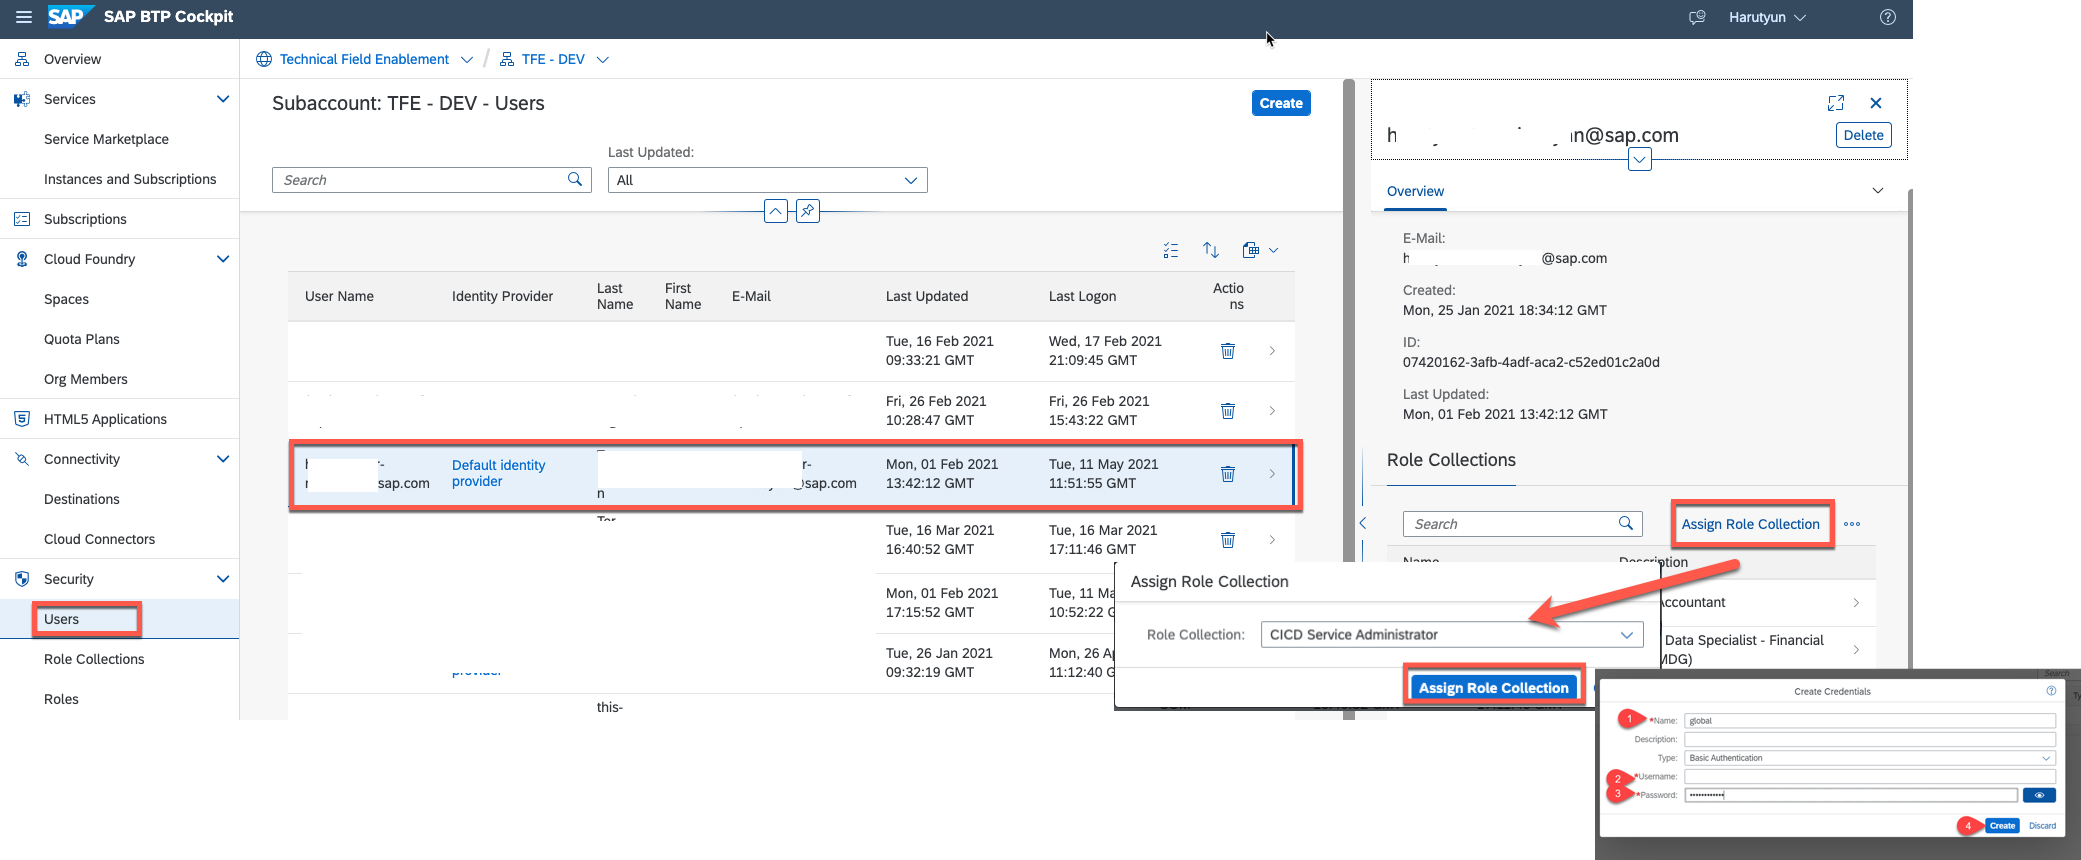 SAP SAP BTP Cockpit
Harutyun
Overview
Services
Service Marketplace
Instances and Subscriptions
Subscriptions
Cloud Foundry
Spaces
Quota Plans
Org Members
HTML5 Applications
Connectivity
Destinations
Cloud Connectors
Security
Users
Role Collections
Roles
Technical Field Enablement / TFE - DEV
Subaccount: TFE - DEV - Users
Create
Last Updated:
Search
All
User Name Identity Provider Last Name First Name E-Mail Last Updated Last Logon Actio
ns
Tue, 16 Feb 2021 Wed, 17 Feb 2021
09:33:21 GMT 21:09:45 GMT
Fri, 26 Feb 2021 Fri, 26 Feb 2021
10:28:47 GMT 15:43:22 GMT
Default identity r- Mon, 01 Feb 2021 Tue, 11 May 2021
sap.com provider n @sap.com 13:42:12 GMT 11:51:55 GMT
Tue, 16 Mar 2021 Tue, 16 Mar 2021
16:40:52 GMT 17:11:46 GMT
Mon, 01 Feb 2021 Tue, 11 Ma
17:15:52 GMT 10:52:22
Tue, 26 Jan 2021 Mon, 26 Ap
09:32:19 GMT 11:12:40
provider
this-
@sap.com
Delete
Overview
E-Mail:
@sap.com
Created:
Mon, 25 Jan 2021 18:34:12 GMT
ID:
07420162-3afb-4adf-aca2-c52ed01c2a0d
Last Updated:
Mon, 01 Feb 2021 13:42:12 GMT
Role Collections
Search
Assign Role Collection
Name Description
Accountant
Data Specialist - Financial
MDG)
Assign Role Collection
Role Collection: CICD Service Administrator
Assign Role Collection
Search
Create Credentials
1 *Name: global
Description:
Type: Basic Authentication
2 *Username:
3 *Password: ••••••••••••
4 Create Discard